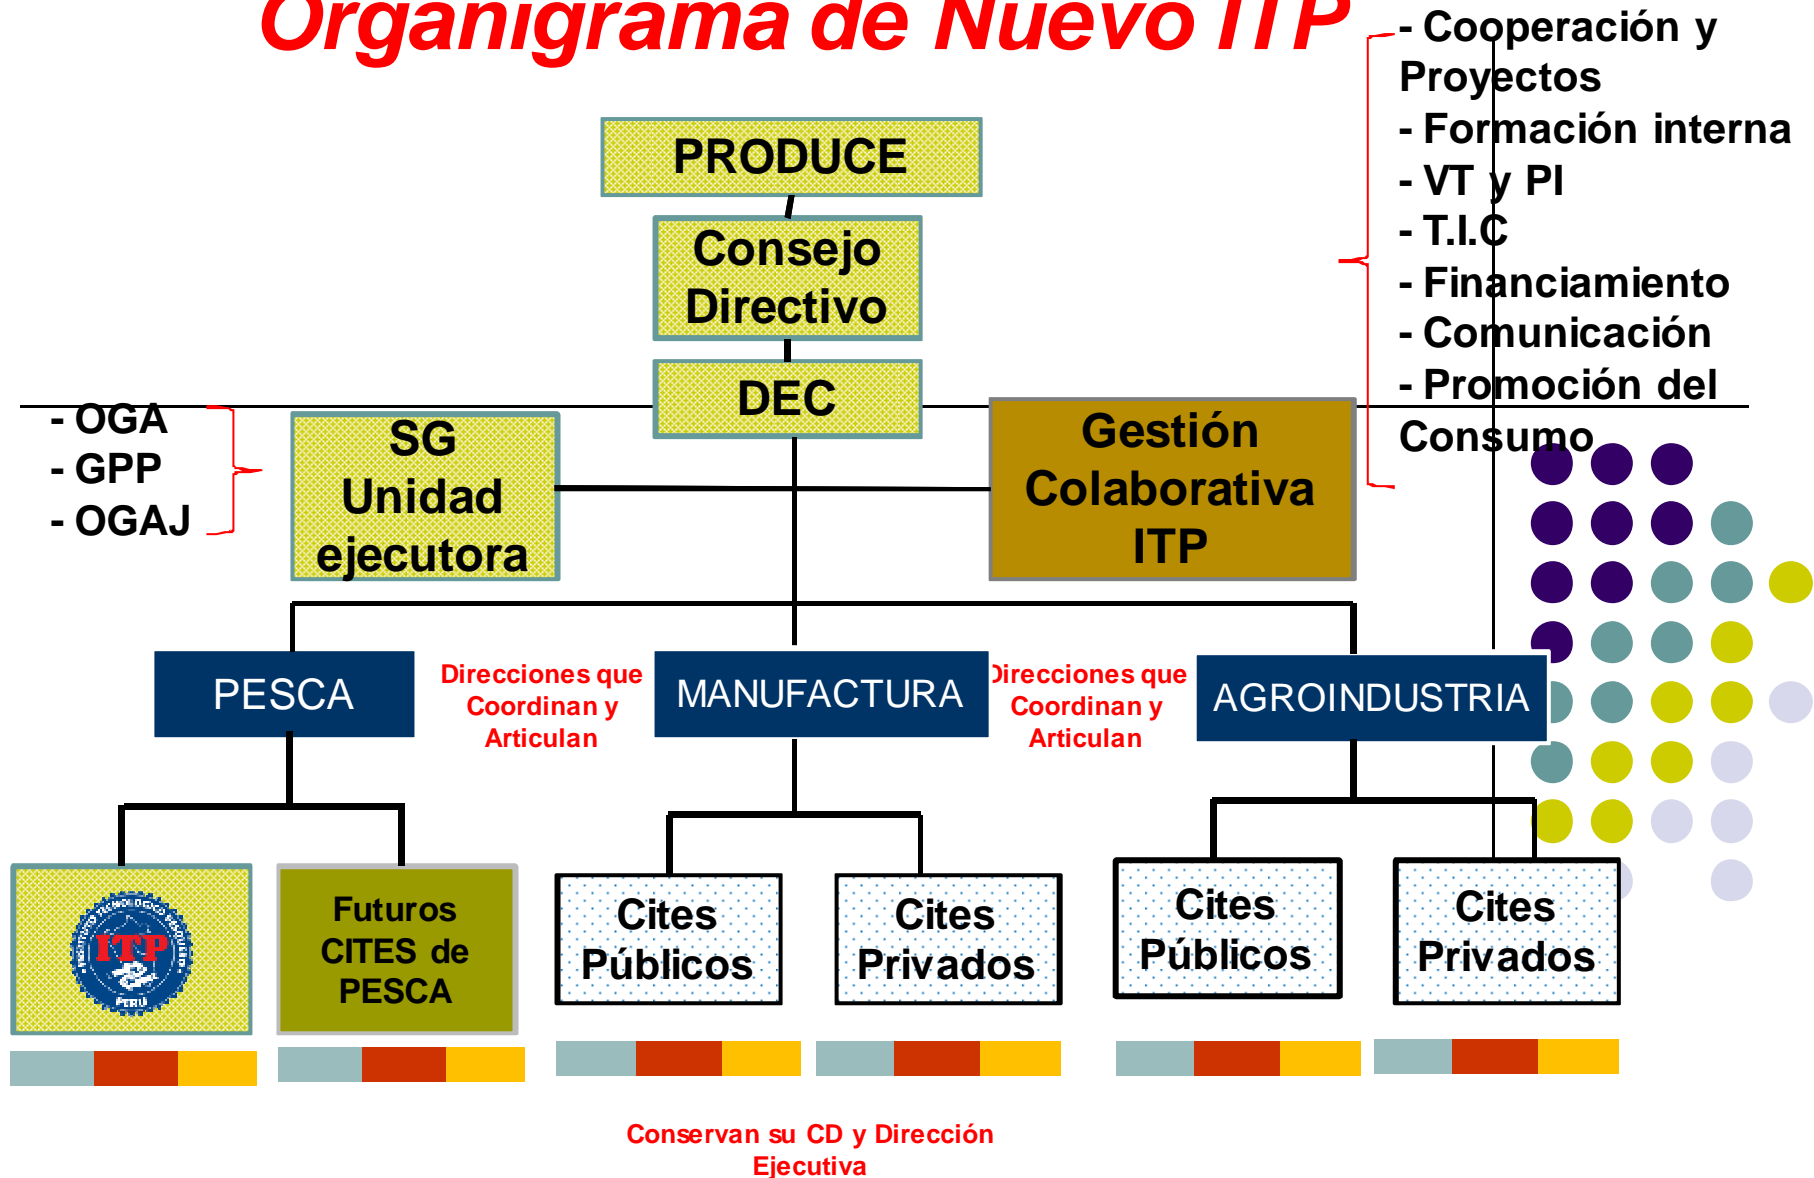 Organigrama de Nuevo ITP
- Cooperación y
Proyectos
- Formación interna
- VT y PI
- T.I.C
- Financiamiento
- Comunicación
- Promoción del
Consumo
PRODUCE
Consejo
Directivo
DEC
- OGA
- GPP
- OGAJ
SG
Unidad
ejecutora
Gestión
Colaborativa
ITP
PESCA
Direcciones que
Coordinan y
Articulan
MANUFACTURA
Direcciones que
Coordinan y
Articulan
AGROINDUSTRIA
INSTITUTO TECNOLÓGICO PESQUERO
ITP
PERU
Futuros
CITES de
PESCA
Cites
Públicos
Cites
Privados
Cites
Públicos
Cites
Privados
Conservan su CD y Dirección
Ejecutiva